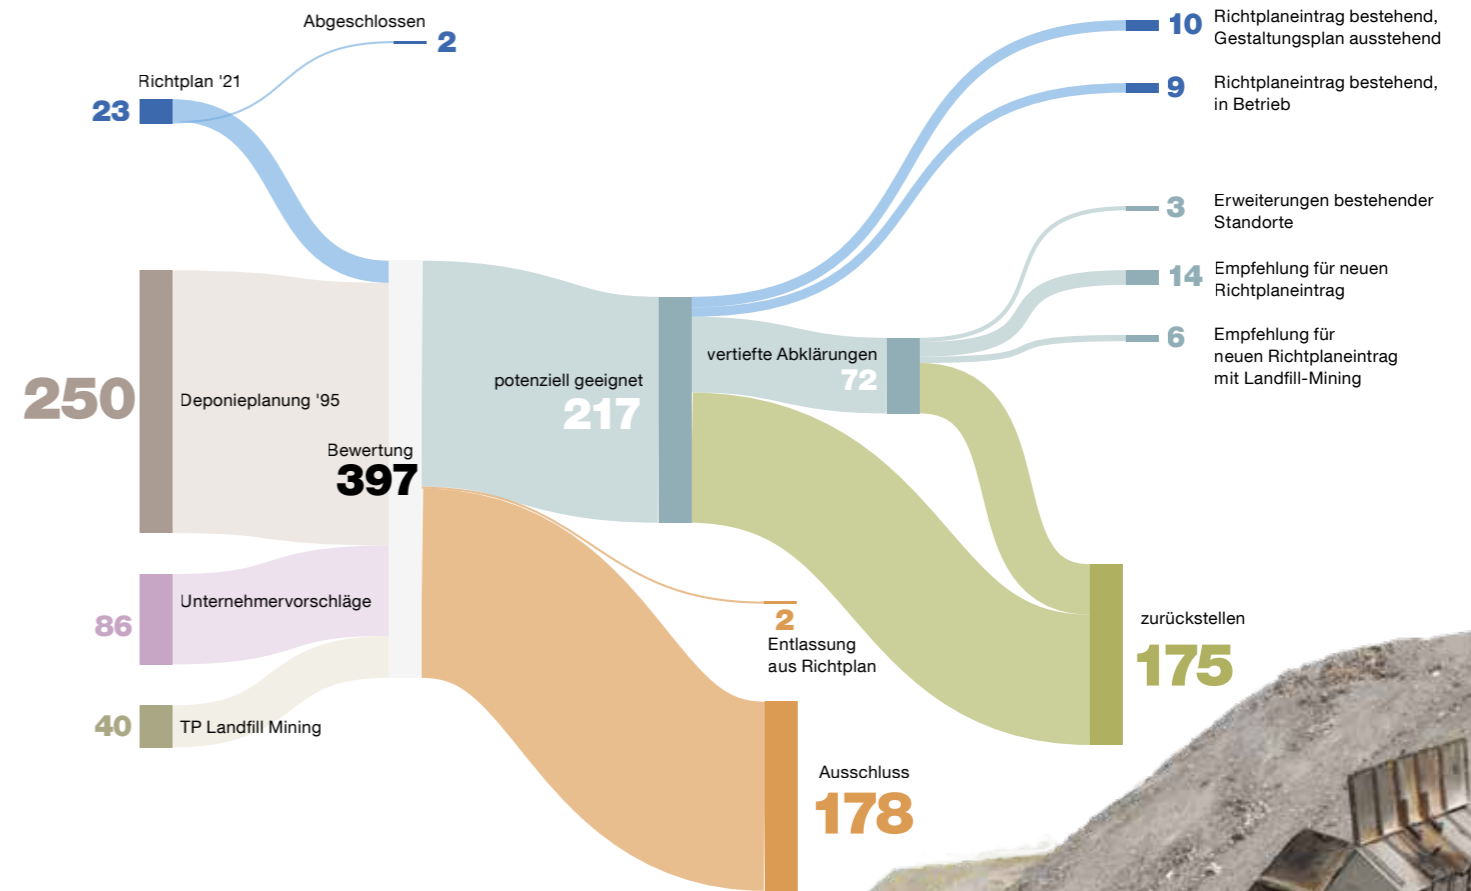 Abgeschlossen
2
Richtplan '21
23
10
Richtplaneintrag bestehend,
Gestaltungsplan ausstehend
9
Richtplaneintrag bestehend,
in Betrieb
3
Erweiterungen bestehender
Standorte
14
Empfehlung für neuen
Richtplaneintrag
6
Empfehlung für
neuen Richtplaneintrag
mit Landfill-Mining
250
Deponieplanung '95
Bewertung
397
potenziell geeignet
217
vertiefte Abklärungen
72
86
Unternehmervorschläge
40
TP Landfill Mining
2
Entlassung
aus Richtplan
zurückstellen
175
Ausschluss
178